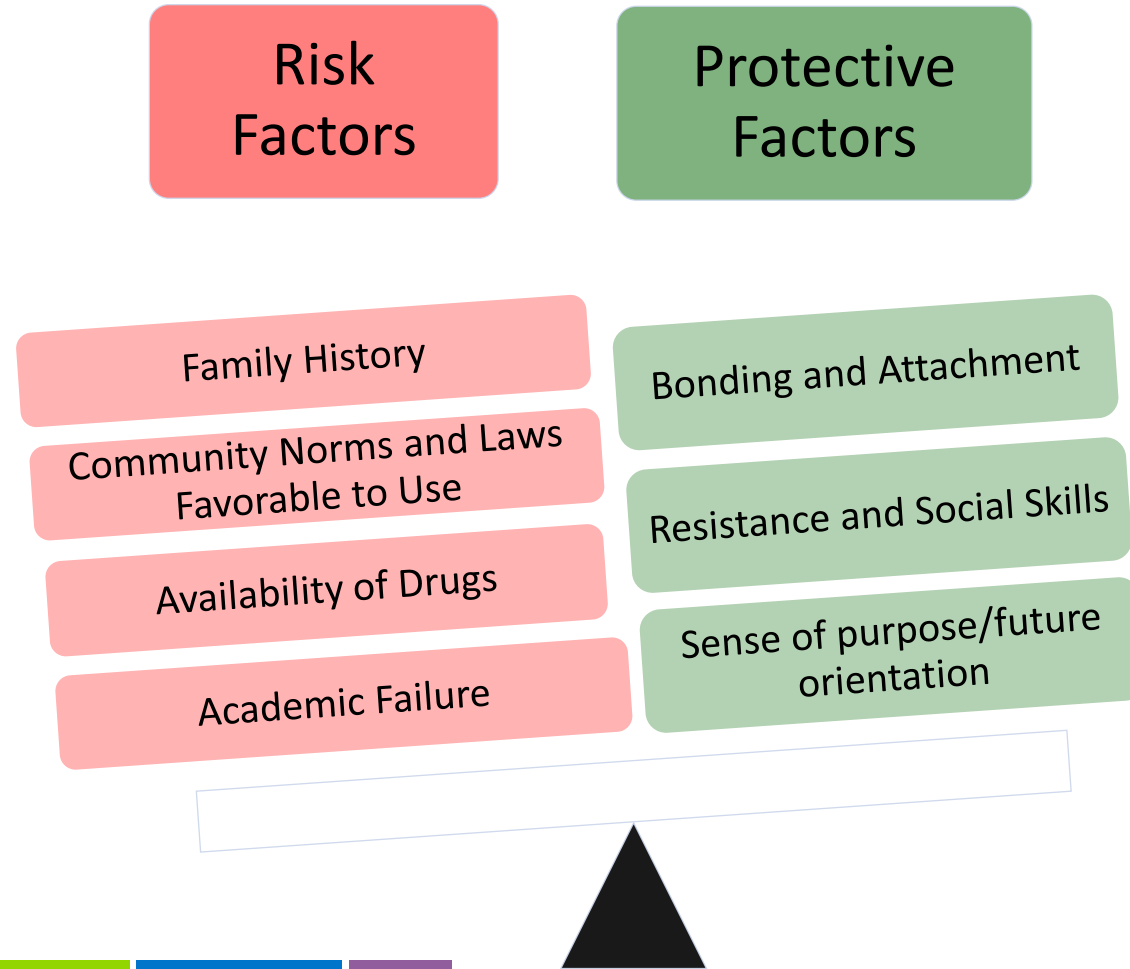 Risk
Factors
Protective
Factors
Family History
Community Norms and Laws
Favorable to Use
Availability of Drugs
Academic Failure
Bonding and Attachment
Resistance and Social Skills
Sense of purpose/future
orientation